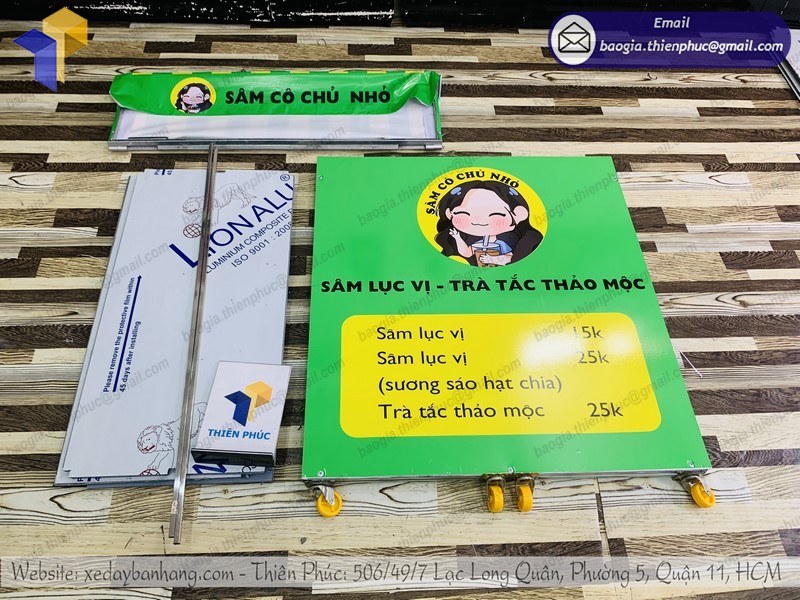 Email
baogia.thienphuc@gmail.com
SÂM CÔ CHỦ NHỎ
SÂM CÔ CHỦ NHỎ
LIONALU®
ALUMINIUM COMPOSITE
ISO 9001 : 2008
Please remove the protective film within
45 days after installing
SÂM LỤC VỊ - TRÀ TẮC THẢO MỘC
Sâm lục vị 15k
Sâm lục vị 25k
(sương sáo hạt chia)
Trà tắc thảo mộc 25k
THIÊN PHÚC
Website: xedaybanhang.com - Thiên Phúc: 506/49/7 Lạc Long Quân, Phường 5, Quận 11, HCM